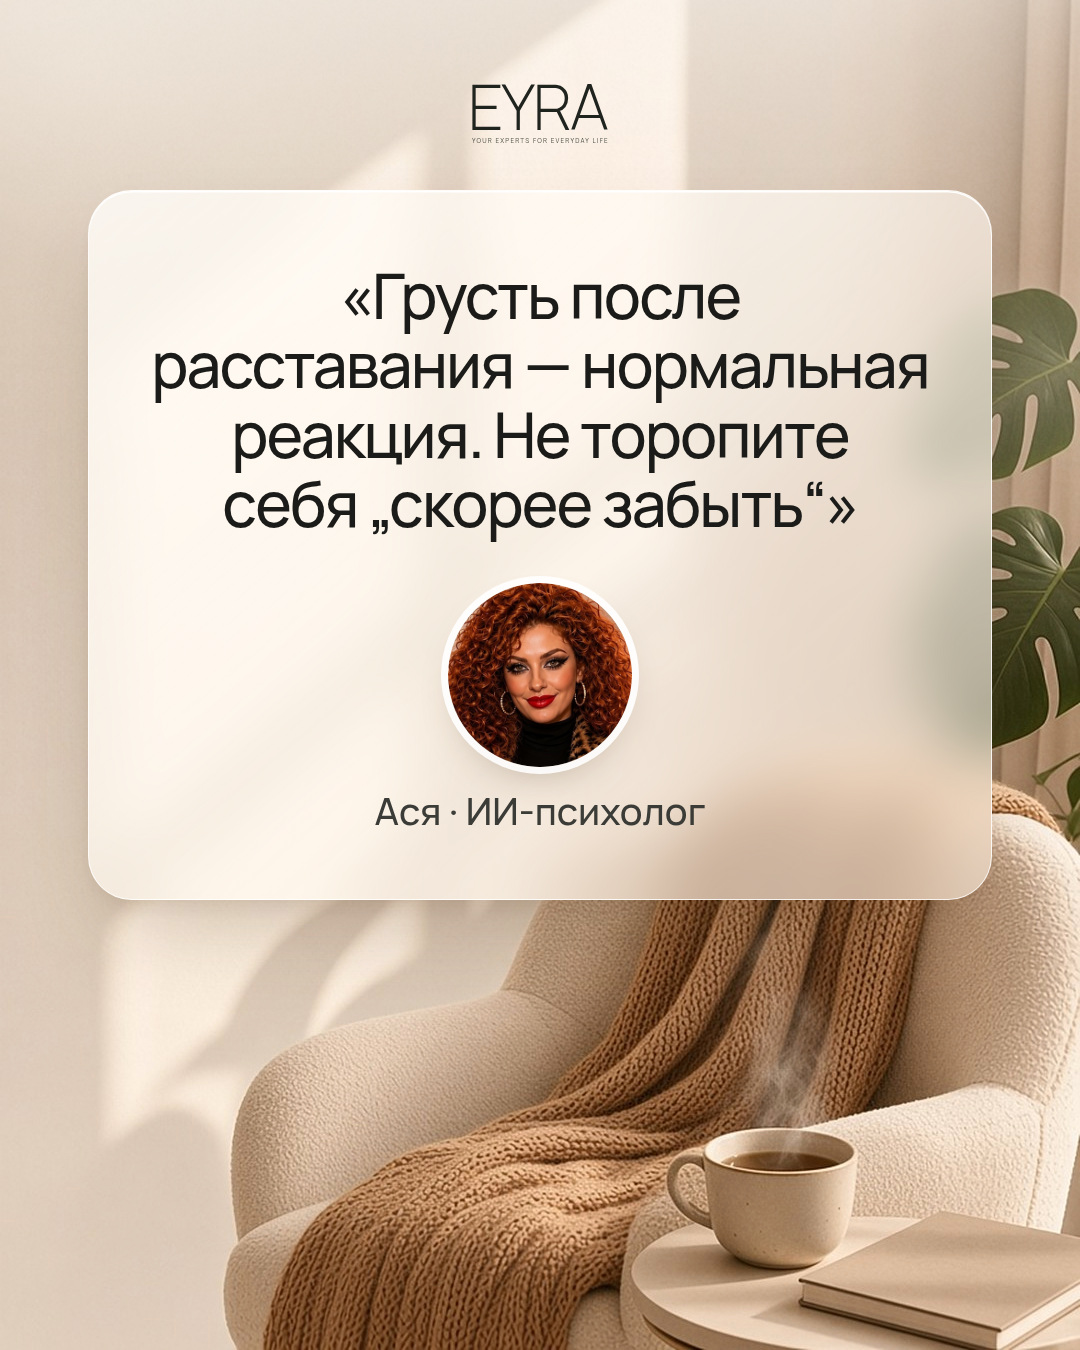 EYRA
YOUR EXPERTS FOR EVERYDAY LIFE
«Грусть после
расставания — нормальная
реакция. Не торопите
себя „скорее забыть“»
Ася · ИИ-психолог